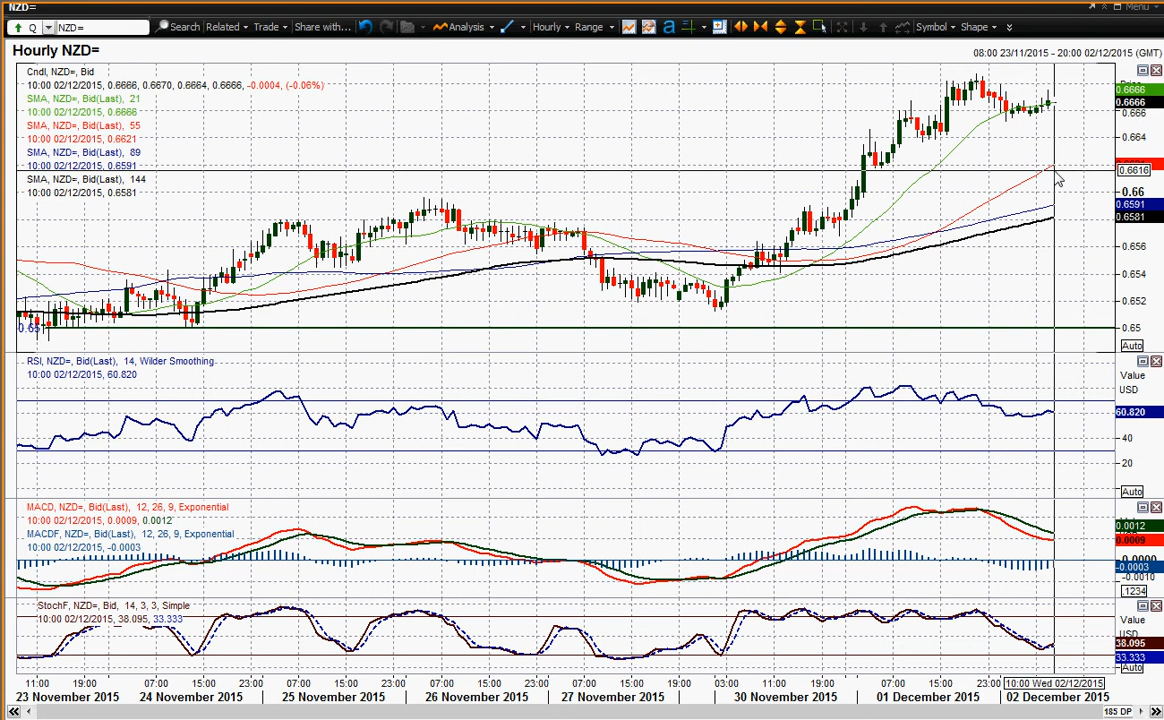 NZD=
Menu
Q NZD= Search Related Trade Share with... Analysis Hourly Range Symbol Shape
Hourly NZD=
08:00 23/11/2015 - 20:00 02/12/2015 (GMT)
Cndl, NZD=, Bid
10:00 02/12/2015, 0.6666, 0.6670, 0.6664, 0.6666, -0.0004, (-0.06%)
SMA, NZD=, Bid(Last), 21
10:00 02/12/2015, 0.6666
SMA, NZD=, Bid(Last), 55
10:00 02/12/2015, 0.6621
SMA, NZD=, Bid(Last), 89
10:00 02/12/2015, 0.6591
SMA, NZD=, Bid(Last), 144
10:00 02/12/2015, 0.6581
0.6666
0.6666
0.666
0.664
0.6616
0.66
0.6591
0.6581
0.656
0.654
0.652
0.65
0.65
Auto
RSI, NZD=, Bid(Last), 14, Wilder Smoothing
10:00 02/12/2015, 60.820
Value
USD
60.820
40
20
Auto
MACD, NZD=, Bid(Last), 12, 26, 9, Exponential
10:00 02/12/2015, 0.0009, 0.0012
MACDF, NZD=, Bid(Last), 12, 26, 9, Exponential
10:00 02/12/2015, -0.0003
0.0012
0.0009
0.0000
-0.0003
-0.0010
.1234
StochF, NZD=, Bid, 14, 3, 3, Simple
10:00 02/12/2015, 38.095, 33.333
Value
USD
38.095
33.333
Auto
11:00 19:00 07:00 15:00 23:00 07:00 15:00 23:00 07:00 15:00 23:00 07:00 15:00 19:00 03:00 11:00 19:00 07:00 15:00 23:00 10:00 Wed 02/12/2015
23 November 2015 24 November 2015 25 November 2015 26 November 2015 27 November 2015 30 November 2015 01 December 2015 02 December 2015
185 DP